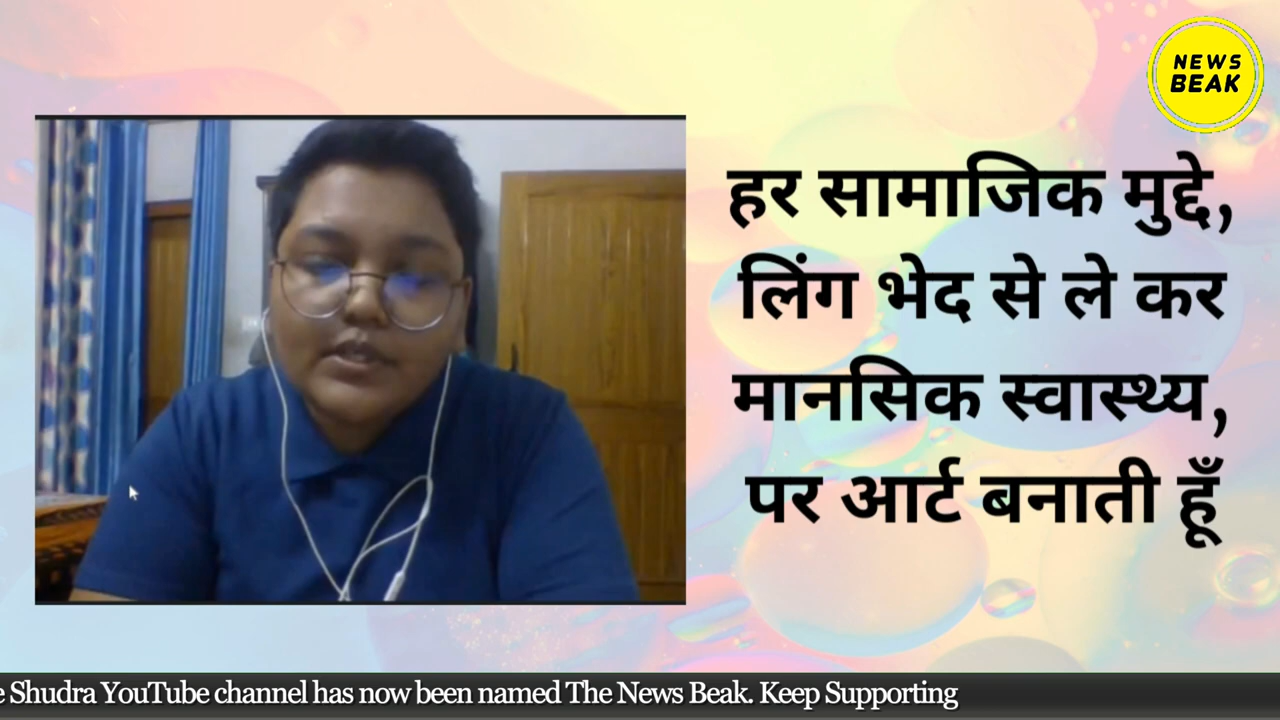 NEWS
BEAK
हर सामाजिक मुद्दे,
लिंग भेद से ले कर
मानसिक स्वास्थ्य,
पर आर्ट बनाती हूँ
e Shudra YouTube channel has now been named The News Beak. Keep Supporting